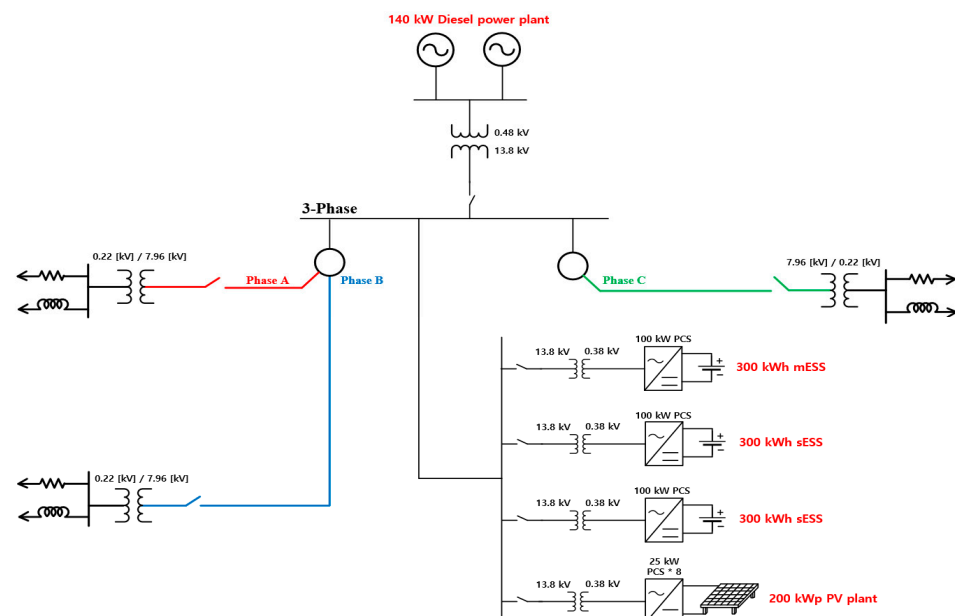 140 kW Diesel power plant
0.48 kV
13.8 kV
3-Phase
0.22 [kV] / 7.96 [kV]
Phase A
Phase B
Phase C
7.96 [kV] / 0.22 [kV]
100 kW PCS
13.8 kV
0.38 kV
300 kWh mESS
100 kW PCS
13.8 kV
0.38 kV
300 kWh sESS
0.22 [kV] / 7.96 [kV]
100 kW PCS
13.8 kV
0.38 kV
300 kWh sESS
25 kW
PCS * 8
13.8 kV
0.38 kV
200 kWp PV plant